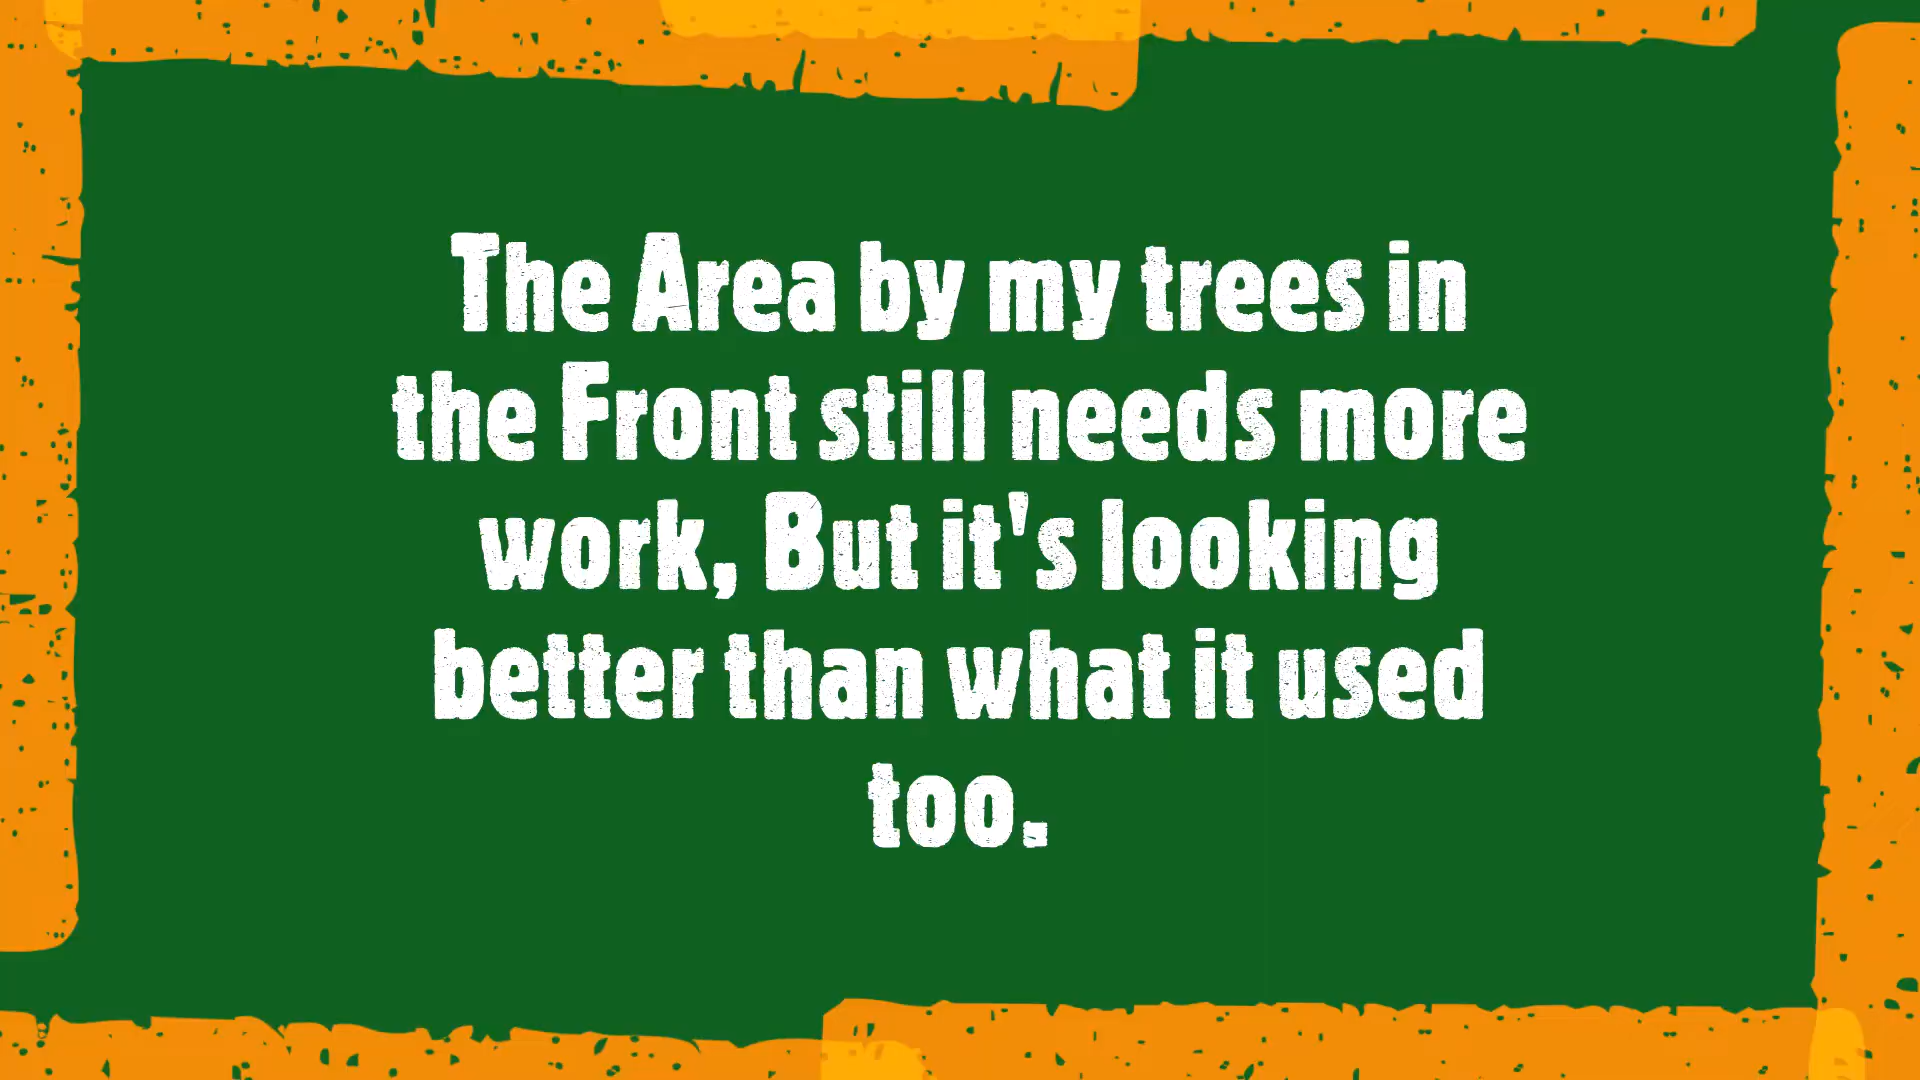 The Area by my trees in
the Front still needs more
work, But it's looking
better than what it used
too.